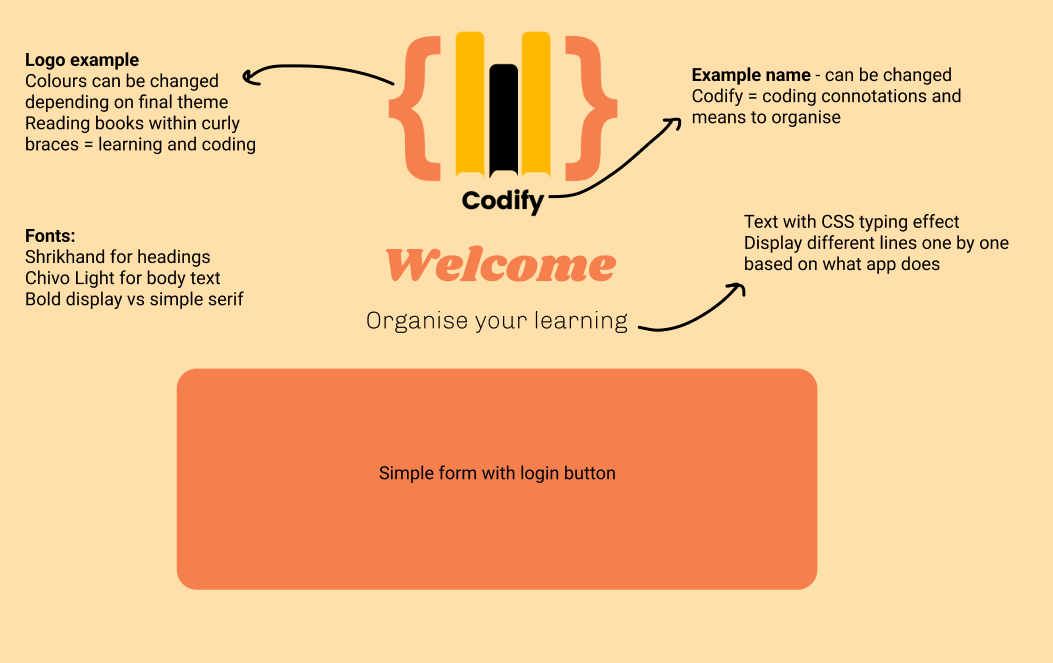 Logo example
Colours can be changed
depending on final theme
Reading books within curly
braces = learning and coding
{ }
Codify
Example name - can be changed
Codify = coding connotations and
means to organise
Fonts:
Shrikhand for headings
Chivo Light for body text
Bold display vs simple serif
Welcome
Organise your learning
Text with CSS typing effect
Display different lines one by one
based on what app does
Simple form with login button